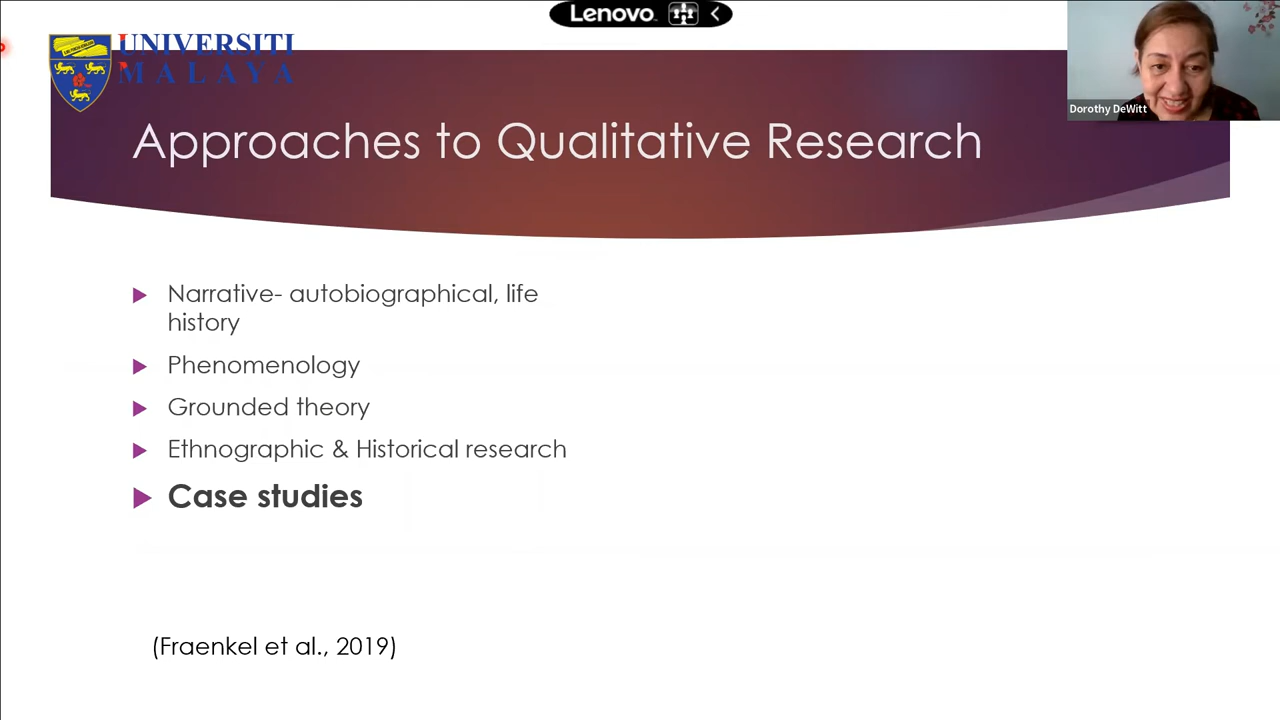 Lenovo
UNIVERSITI
MALAYA
Dorothy DeWitt
Approaches to Qualitative Research
Narrative- autobiographical, life
history
Phenomenology
Grounded theory
Ethnographic & Historical research
Case studies
(Fraenkel et al., 2019)